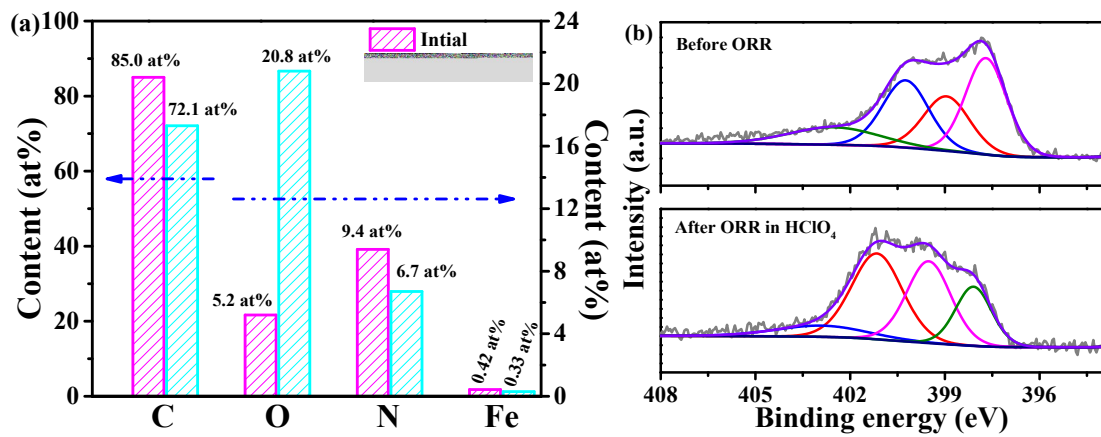 (a)
100
80
60
40
20
0
Content (at%)
24
20
16
12
8
4
0
Content (at%)
Intial
85.0 at%
72.1 at%
5.2 at%
20.8 at%
9.4 at%
6.7 at%
0.42 at%
0.33 at%
C O N Fe
(b)
Before ORR
After ORR in HClO₄
Intensity (a.u.)
408 405 402 399 396
Binding energy (eV)